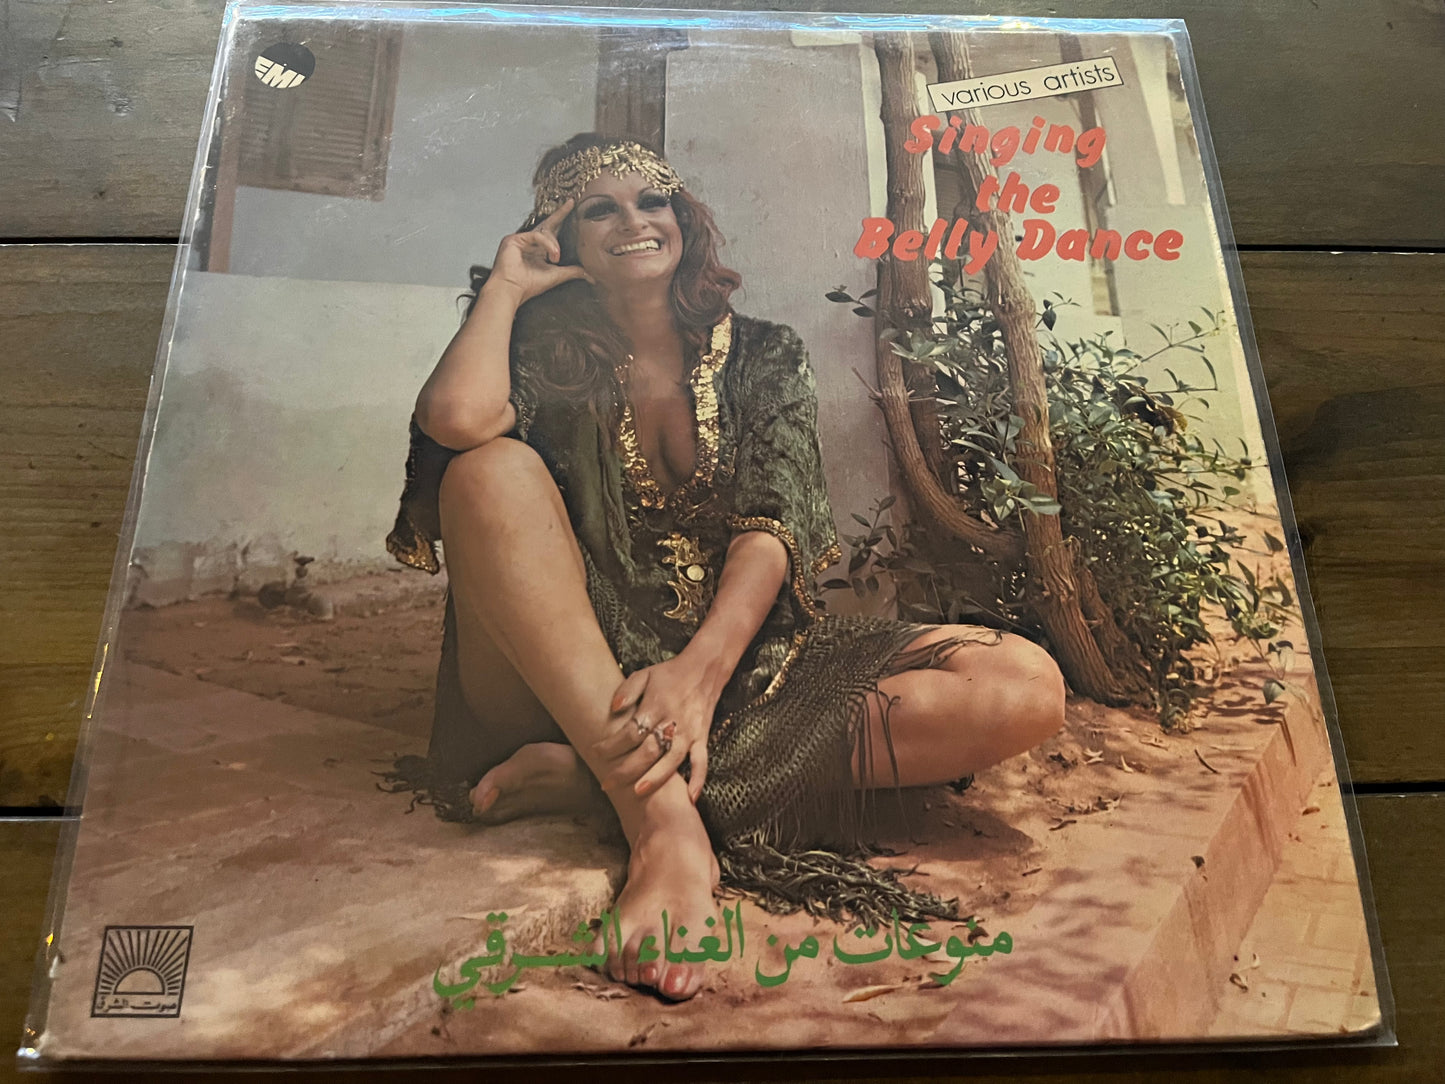 EMI
various artists
Singing
the
Belly Dance
منوعات من الغناء الشرقي
صوت الشرق